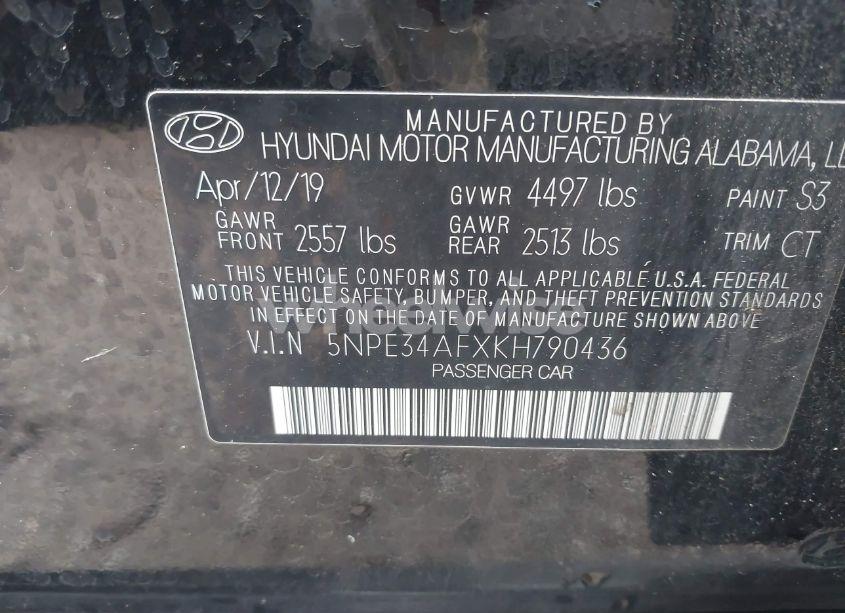 MANUFACTURED BY
HYUNDAI MOTOR MANUFACTURING ALABAMA, LL
Apr/12/19 GVWR 4497 lbs PAINT S3
GAWR FRONT 2557 lbs GAWR REAR 2513 lbs TRIM CT
THIS VEHICLE CONFORMS TO ALL APPLICABLE U.S.A. FEDERAL
MOTOR VEHICLE SAFETY, BUMPER, AND THEFT PREVENTION STANDARDS
IN EFFECT ON THE DATE OF MANUFACTURE SHOWN ABOVE
wheelwise
V.I.N 5NPE34AFXKH790436
PASSENGER CAR